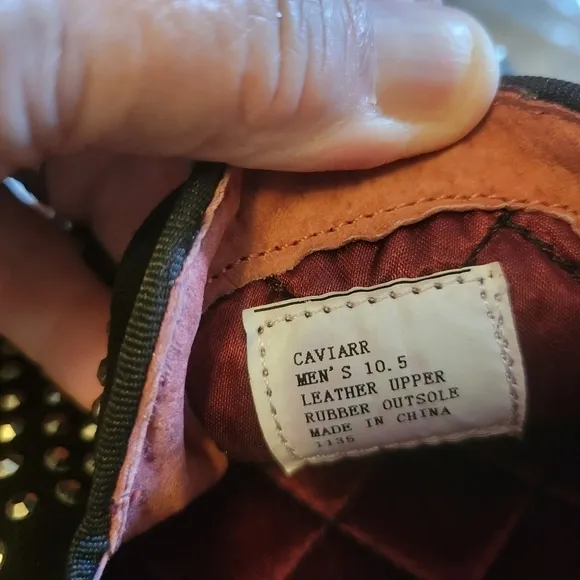 CAVIARR
MEN'S 10.5
LEATHER UPPER
RUBBER OUTSOLE
MADE IN CHINA
1135